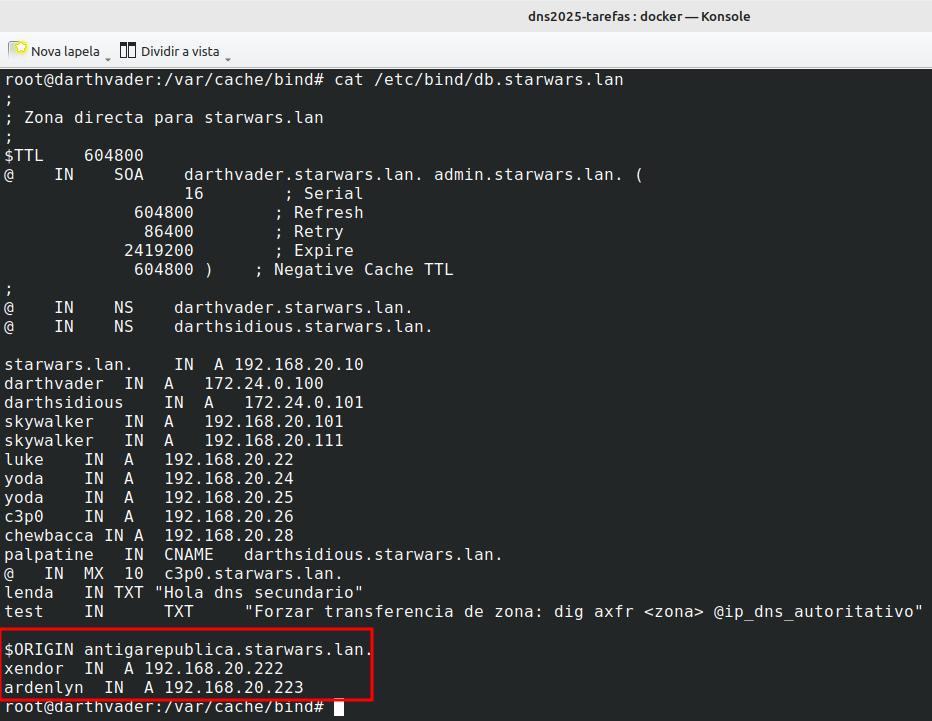 dns2025-tarefas : docker — Konsole
Nova lapela Dividir a vista
root@darthvader:/var/cache/bind# cat /etc/bind/db.starwars.lan
;
; Zona directa para starwars.lan
;
$TTL    604800
@    IN    SOA    darthvader.starwars.lan. admin.starwars.lan. (
                  16        ; Serial
             604800        ; Refresh
              86400        ; Retry
            2419200        ; Expire
             604800 )    ; Negative Cache TTL
;
@    IN    NS    darthvader.starwars.lan.
@    IN    NS    darthsidious.starwars.lan.
starwars.lan.    IN  A 192.168.20.10
darthvader  IN  A   172.24.0.100
darthsidious    IN  A   172.24.0.101
skywalker   IN  A   192.168.20.101
skywalker   IN  A   192.168.20.111
luke    IN  A   192.168.20.22
yoda    IN  A   192.168.20.24
yoda    IN  A   192.168.20.25
c3p0    IN  A   192.168.20.26
chewbacca IN A  192.168.20.28
palpatine   IN  CNAME   darthsidious.starwars.lan.
@   IN  MX  10  c3p0.starwars.lan.
lenda   IN TXT "Hola dns secundario"
test    IN      TXT     "Forzar transferencia de zona: dig axfr <zona> @ip_dns_autoritativo"
$ORIGIN antigarepublica.starwars.lan.
xendor  IN  A 192.168.20.222
ardenlyn  IN  A 192.168.20.223
root@darthvader:/var/cache/bind#